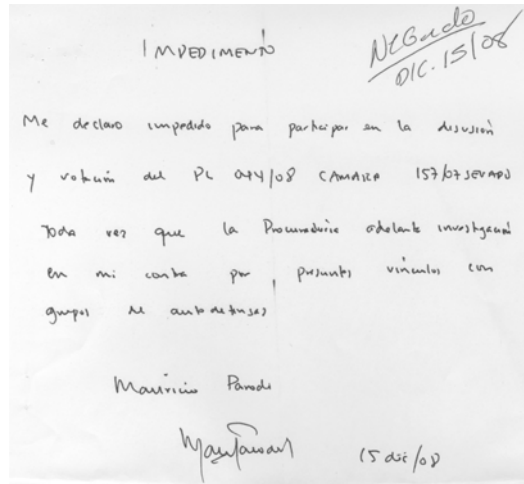 IMPEDIMENTO
Negado
DIC. 15/08
Me declaro impedido para participar en la discusión
y votación del PL 044/08 CAMARA 157/07 SENADO
Toda vez que la Procuraduria adelanta investigación
en mi contra por presuntos vinculos con
grupos de autodefensas
Mauricio Parodi
15 dic/08